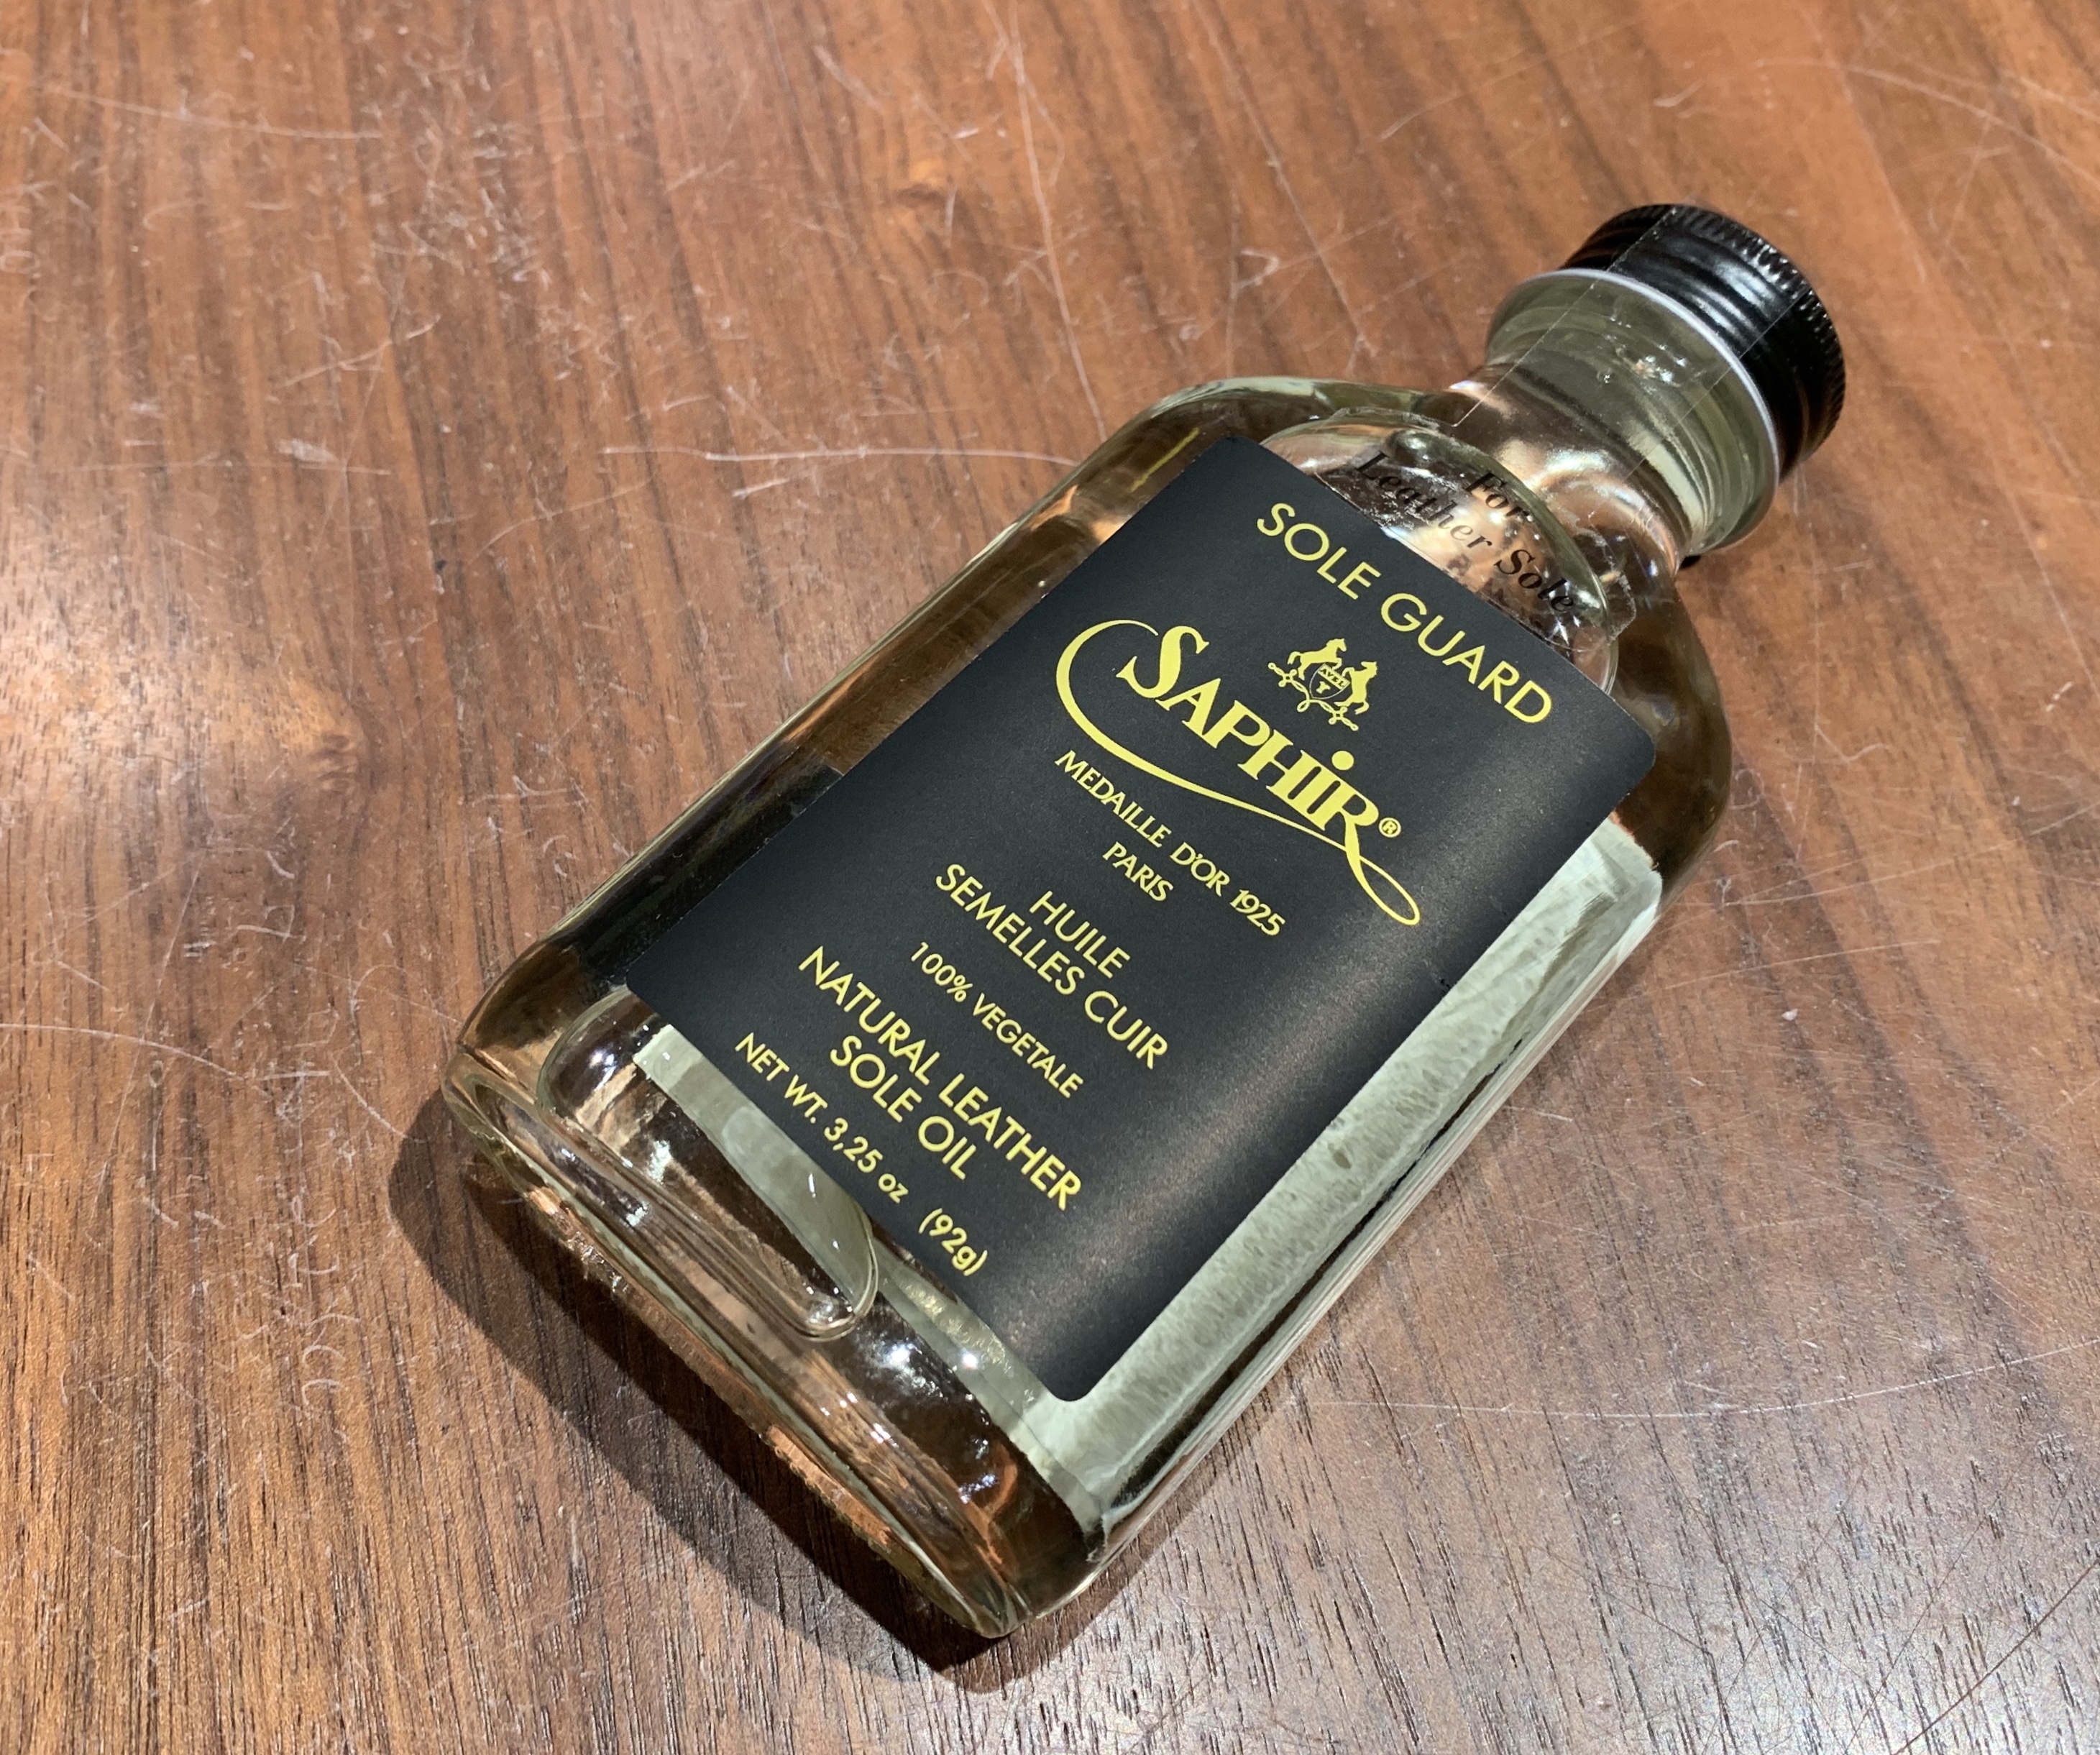 For
Leather Sole
SOLE GUARD
SAPHIR®
MEDAILLE D'OR 1925
PARIS
HUILE
SEMELLES CUIR
100% VEGETALE
NATURAL LEATHER
SOLE OIL
NET WT. 3,25 oz (92g)